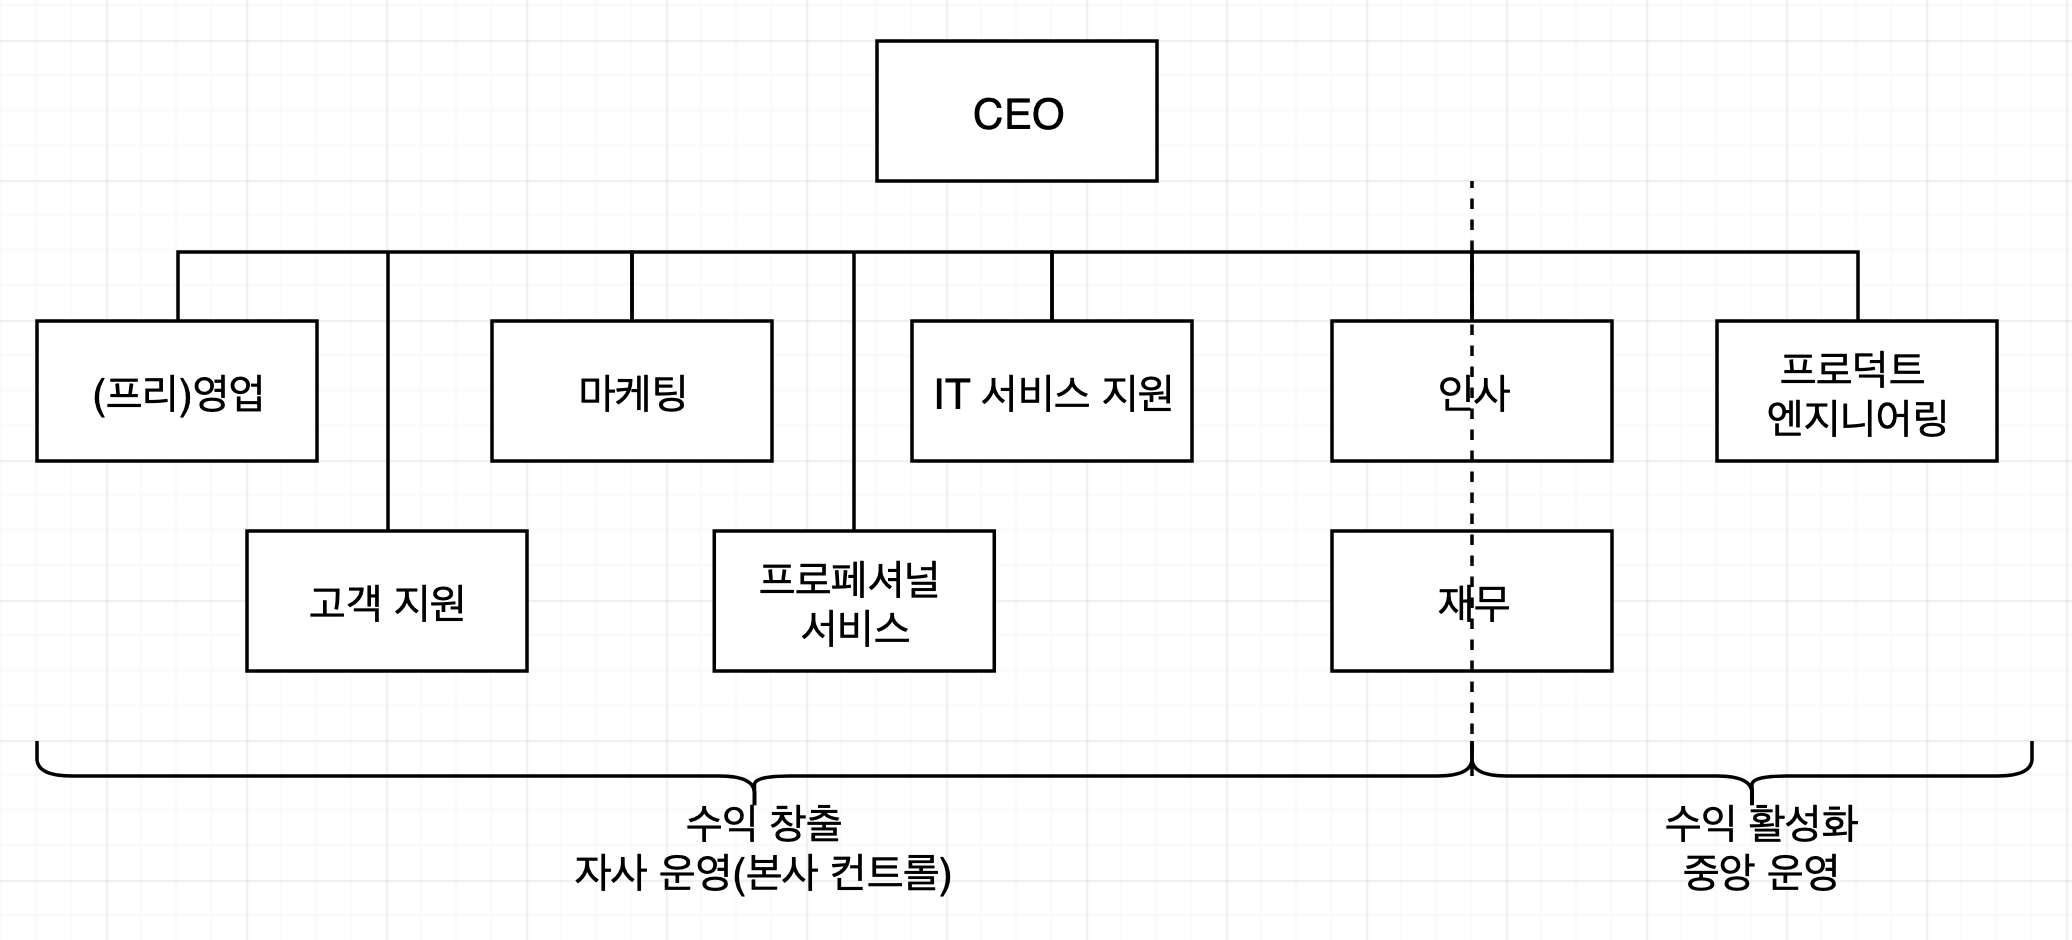 CEO
(프리)영업
마케팅
IT 서비스 지원
인사
프로덕트
엔지니어링
고객 지원
프로페셔널
서비스
재무
수익 창출
자사 운영(본사 컨트롤)
수익 활성화
중앙 운영